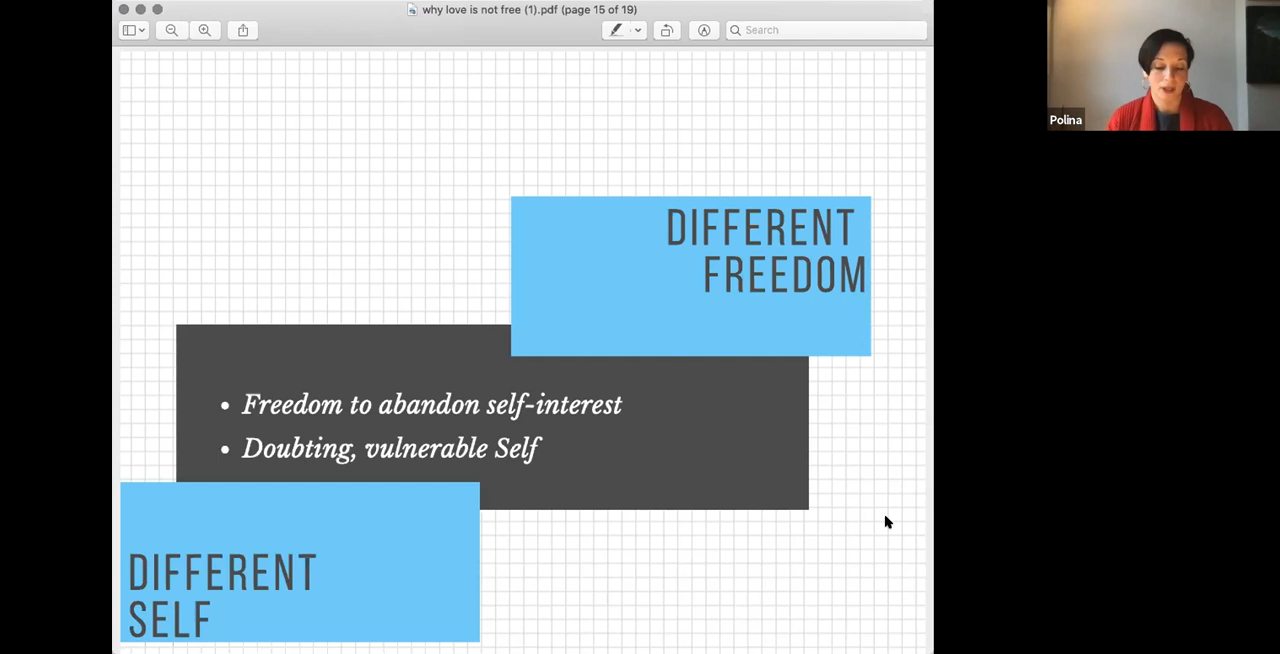 why love is not free (1).pdf (page 15 of 19)
Search
Polina
DIFFERENT
FREEDOM
• Freedom to abandon self-interest
• Doubting, vulnerable Self
DIFFERENT
SELF